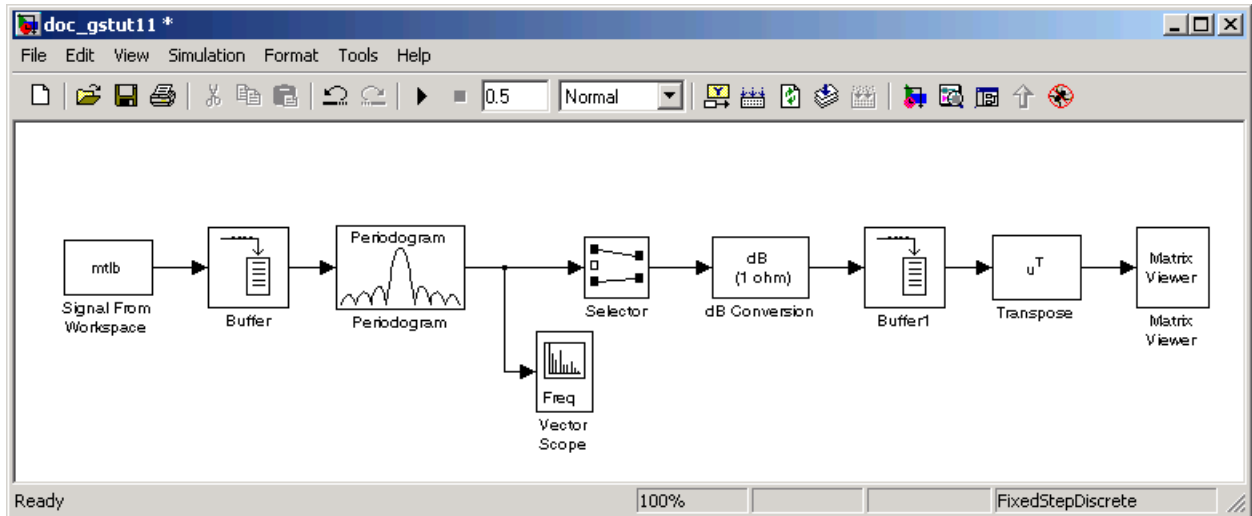 doc_gstut11 *
File Edit View Simulation Format Tools Help
0.5 Normal
mtlb
Signal From
Workspace
Buffer
Periodogram
Periodogram
Selector
dB
(1 ohm)
dB Conversion
Buffer1
uT
Transpose
Matrix
Viewer
Matrix
Viewer
Freq
Vector
Scope
Ready 100% FixedStepDiscrete